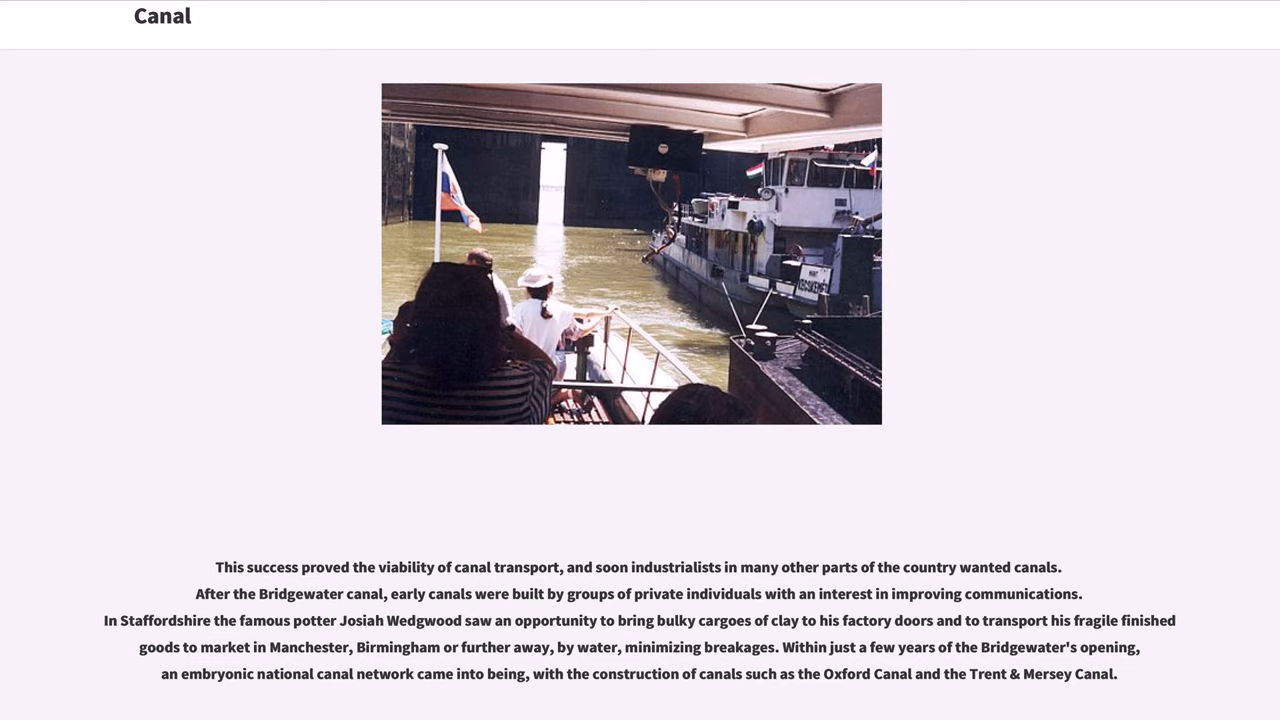 Canal
KECSKEMÉT
This success proved the viability of canal transport, and soon industrialists in many other parts of the country wanted canals.
After the Bridgewater canal, early canals were built by groups of private individuals with an interest in improving communications.
In Staffordshire the famous potter Josiah Wedgwood saw an opportunity to bring bulky cargoes of clay to his factory doors and to transport his fragile finished
goods to market in Manchester, Birmingham or further away, by water, minimizing breakages. Within just a few years of the Bridgewater's opening,
an embryonic national canal network came into being, with the construction of canals such as the Oxford Canal and the Trent & Mersey Canal.